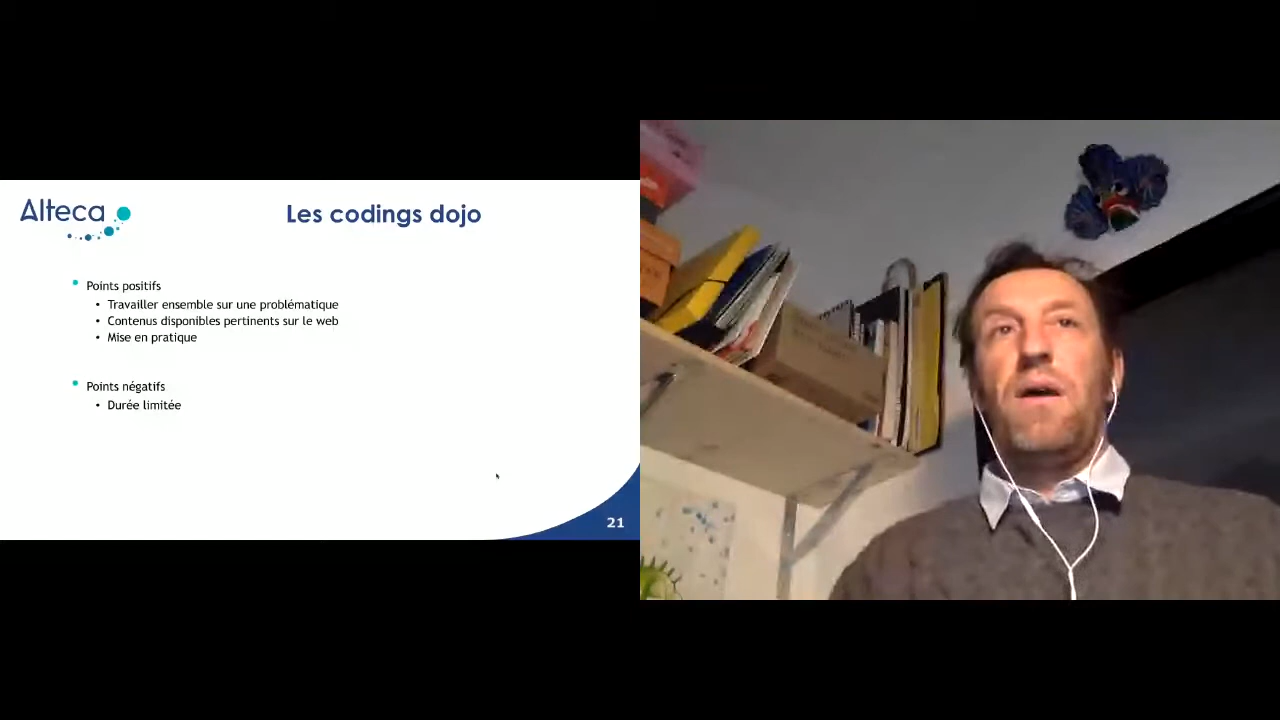 Alteca
Les codings dojo
Points positifs
Travailler ensemble sur une problématique
Contenus disponibles pertinents sur le web
Mise en pratique
Points négatifs
Durée limitée
21